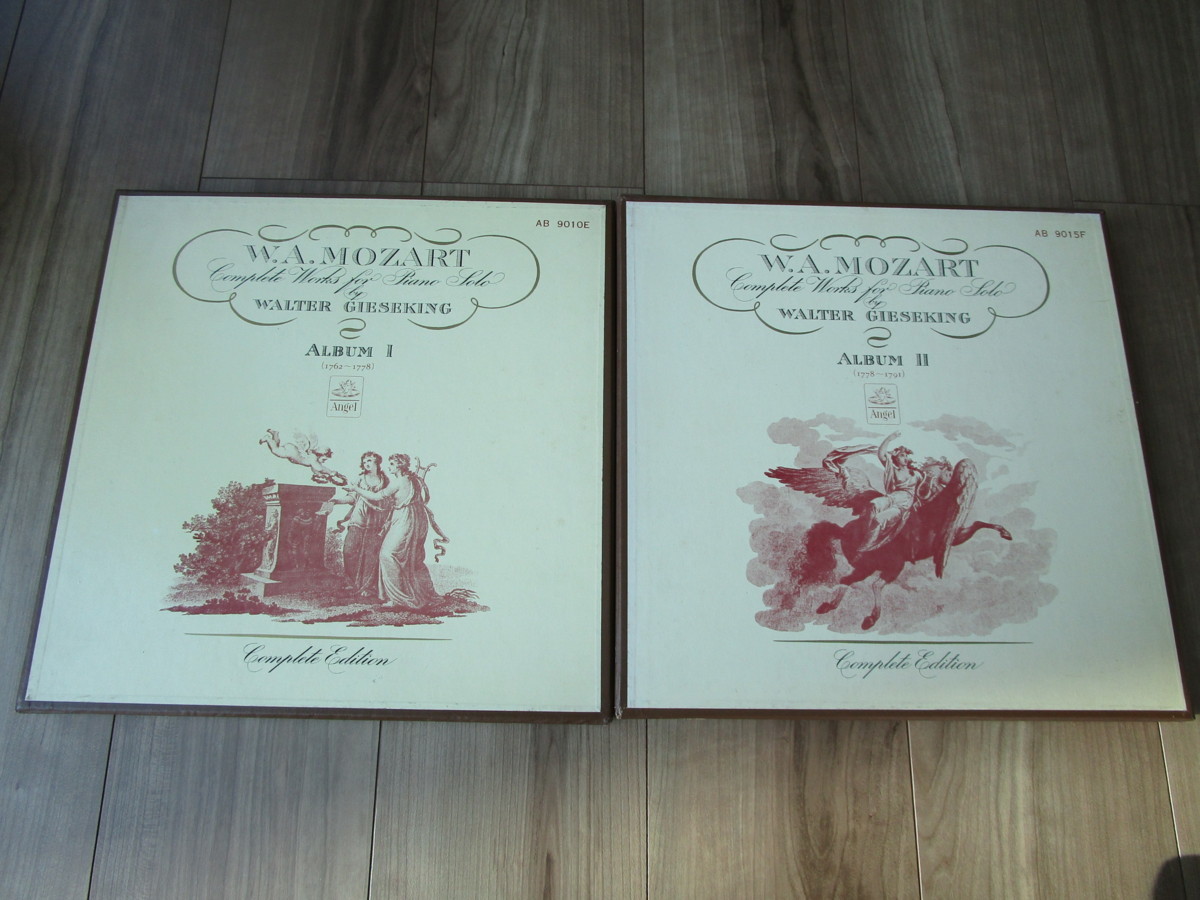 AB 9010E
W.A.MOZART
Complete Works for Piano Solo
by
WALTER GIESEKING
ALBUM I
(1762~1778)
Angel
Complete Edition
AB 9015F
W.A.MOZART
Complete Works for Piano Solo
by
WALTER GIESEKING
ALBUM II
(1778~1791)
Angel
Complete Edition